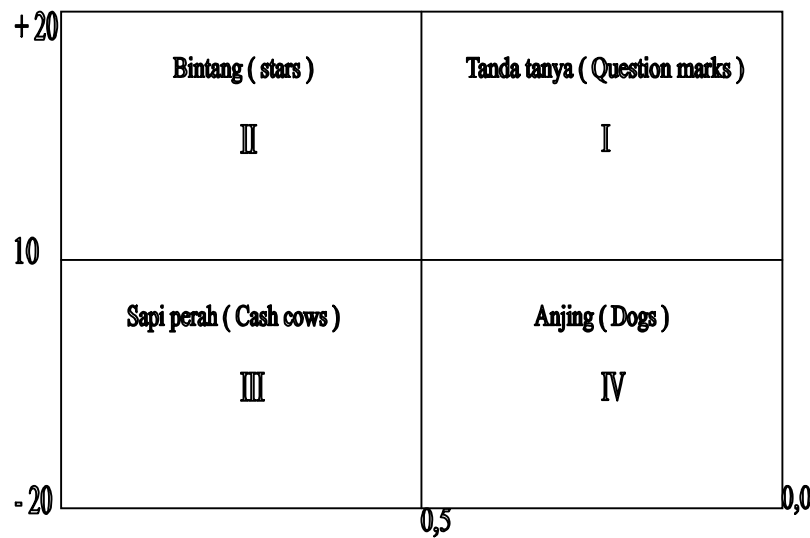 + 20
Bintang ( stars )
Tanda tanya ( Question marks )
II
I
10
Sapi perah ( Cash cows )
Anjing ( Dogs )
III
IV
- 20
0,5
0,0